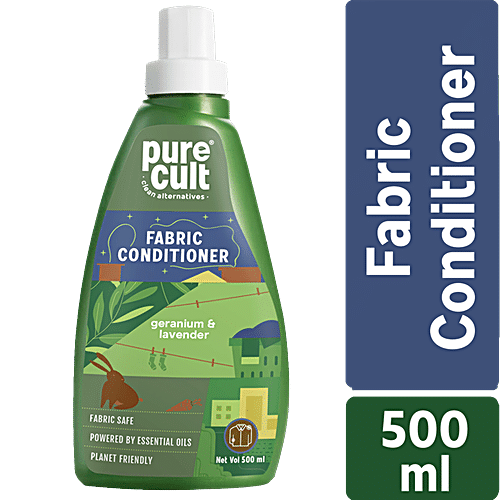 pure®
cult
· clean alternatives ·
FABRIC
CONDITIONER
geranium &
lavender
FABRIC SAFE
POWERED BY ESSENTIAL OILS
PLANET FRIENDLY
Net Vol 500 ml
Fabric
Conditioner
500
ml